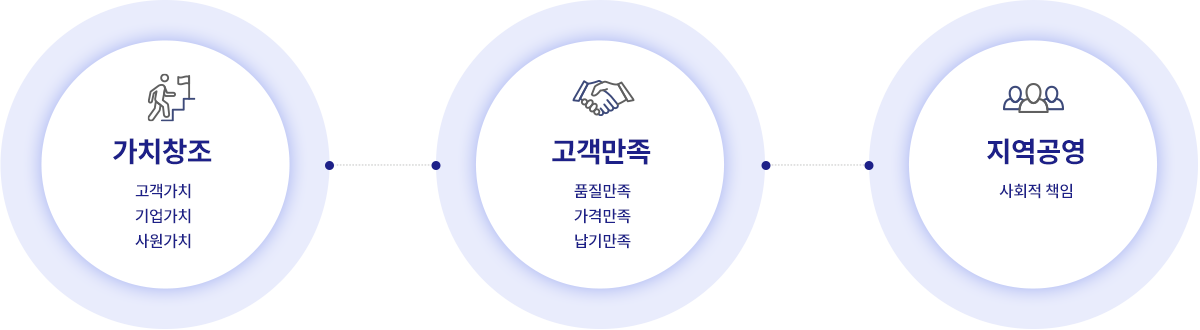 가치창조
고객가치
기업가치
사원가치
고객만족
품질만족
가격만족
납기만족
지역공영
사회적 책임